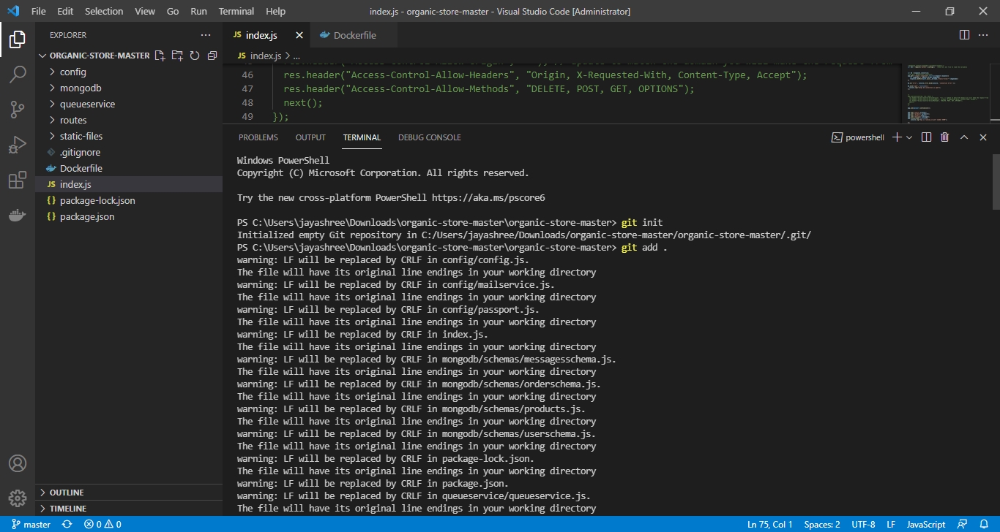 File Edit Selection View Go Run Terminal Help
index.js - organic-store-master - Visual Studio Code [Administrator]
EXPLORER
ORGANIC-STORE-MASTER
config
mongodb
queueservice
routes
static-files
.gitignore
Dockerfile
JS index.js
{} package-lock.json
{} package.json
OUTLINE
TIMELINE
JS index.js
Dockerfile
JS index.js > ...
46 res.header("Access-Control-Allow-Headers", "Origin, X-Requested-With, Content-Type, Accept");
47 res.header("Access-Control-Allow-Methods", "DELETE, POST, GET, OPTIONS");
48 next();
49 });
PROBLEMS OUTPUT TERMINAL DEBUG CONSOLE
powershell
Windows PowerShell
Copyright (C) Microsoft Corporation. All rights reserved.
Try the new cross-platform PowerShell https://aka.ms/pscore6
PS C:\Users\jayashree\Downloads\organic-store-master\organic-store-master> git init
Initialized empty Git repository in C:/Users/jayashree/Downloads/organic-store-master/organic-store-master/.git/
PS C:\Users\jayashree\Downloads\organic-store-master\organic-store-master> git add .
warning: LF will be replaced by CRLF in config/config.js.
The file will have its original line endings in your working directory
warning: LF will be replaced by CRLF in config/mailservice.js.
The file will have its original line endings in your working directory
warning: LF will be replaced by CRLF in config/passport.js.
The file will have its original line endings in your working directory
warning: LF will be replaced by CRLF in index.js.
The file will have its original line endings in your working directory
warning: LF will be replaced by CRLF in mongodb/schemas/messagesschema.js.
The file will have its original line endings in your working directory
warning: LF will be replaced by CRLF in mongodb/schemas/orderschema.js.
The file will have its original line endings in your working directory
warning: LF will be replaced by CRLF in mongodb/schemas/products.js.
The file will have its original line endings in your working directory
warning: LF will be replaced by CRLF in mongodb/schemas/userschema.js.
The file will have its original line endings in your working directory
warning: LF will be replaced by CRLF in package-lock.json.
The file will have its original line endings in your working directory
warning: LF will be replaced by CRLF in package.json.
The file will have its original line endings in your working directory
warning: LF will be replaced by CRLF in queueservice/queueservice.js.
The file will have its original line endings in your working directory
master 0 0
Ln 75, Col 1 Spaces: 2 UTF-8 LF JavaScript